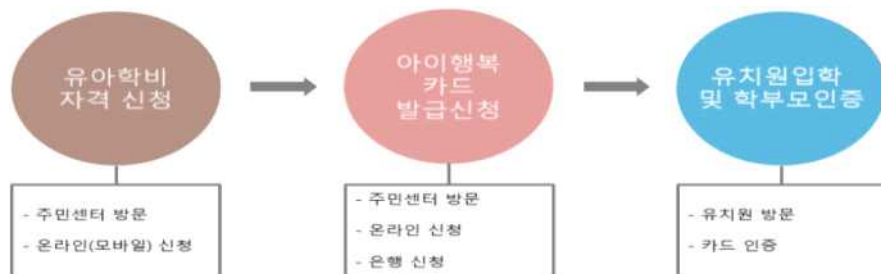 유아학비
자격 신청
아이행복
카드
발급신청
유치원입학
및 학부모인증
- 주민센터 방문
- 온라인(모바일) 신청
- 주민센터 방문
- 온라인 신청
- 은행 신청
- 유치원 방문
- 카드 인증